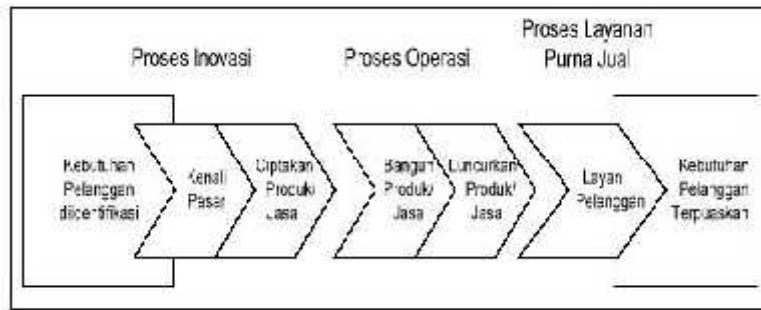 Proses Inovasi
Proses Operasi
Proses Layanan
Purna Jual
Kebutuhan
Pelanggan
diidentifikasi
Kenali
Pasar
Ciptakan
Produk/
Jasa
Bangun
Produk/
Jasa
Luncurkan
Produk/
Jasa
Layan
Pelanggan
Kebutuhan
Pelanggan
Terpuaskan